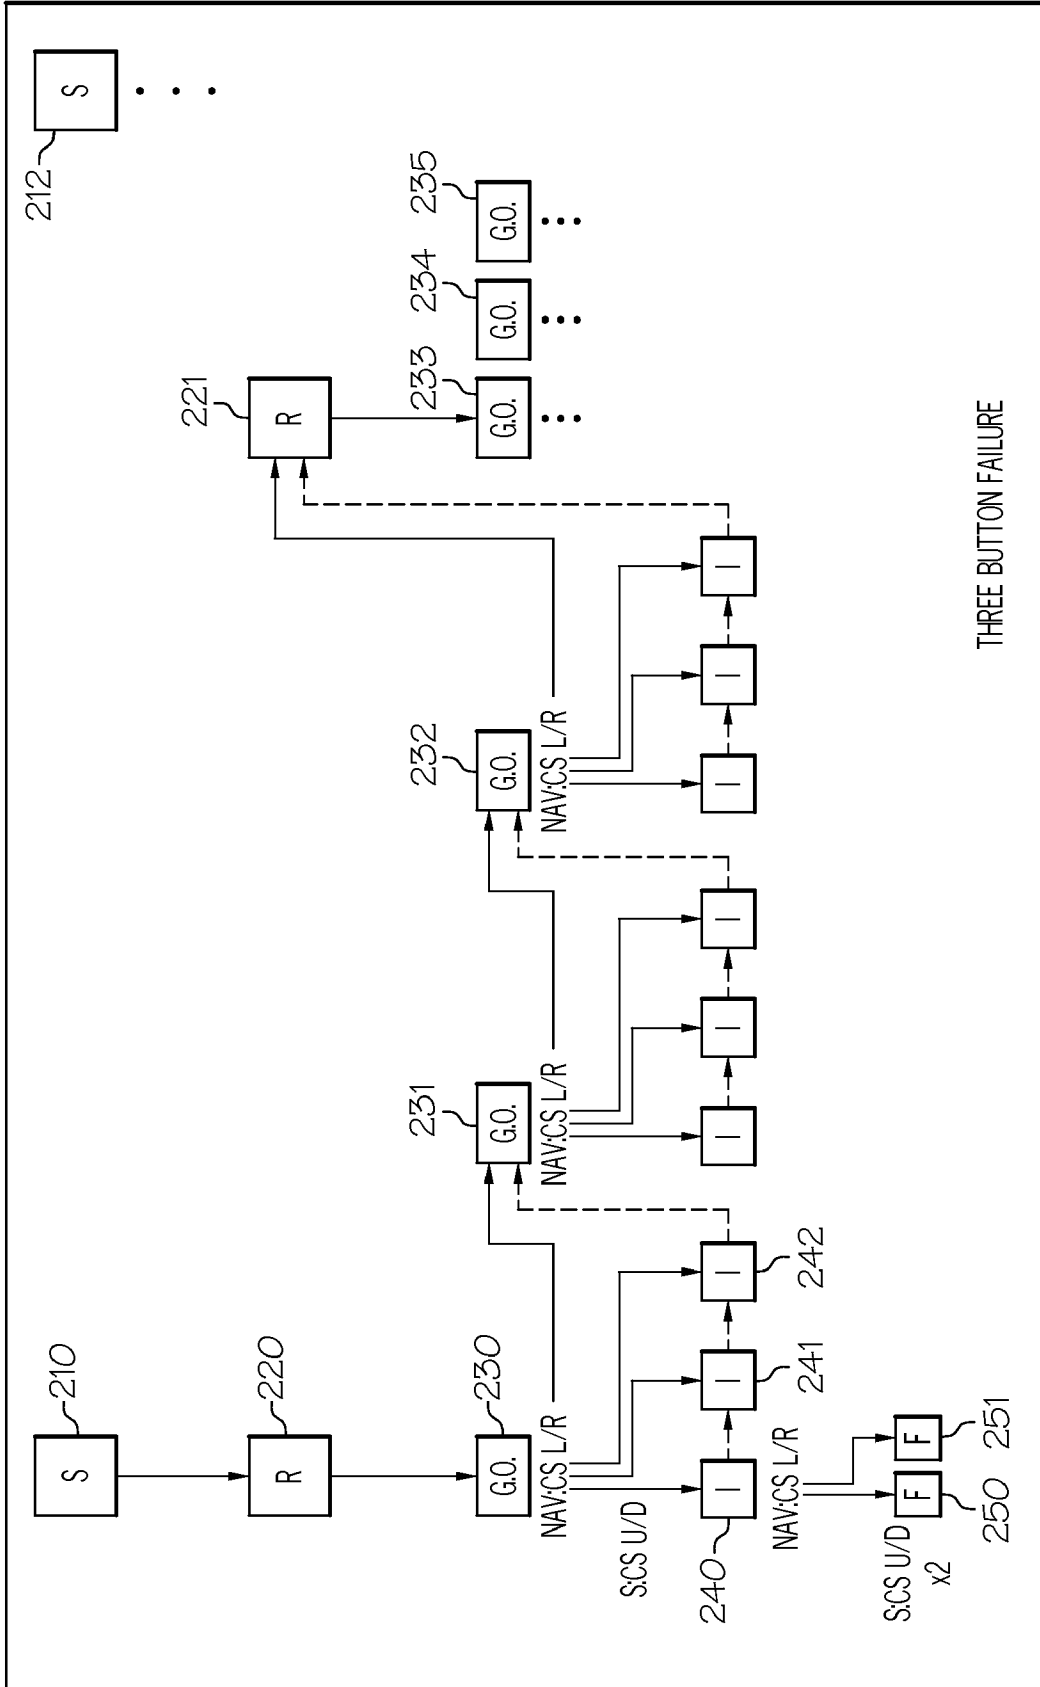 212
S
235
234
233
G.O.
G.O.
G.O.
221
R
232
G.O.
NAV:CS L/R
I
I
I
231
G.O.
NAV:CS L/R
I
I
I
210
S
220
R
230
G.O.
NAV:CS L/R
S:CS U/D
I
I
I
240
241
242
NAV:CS L/R
S:CS U/D
x2
F
F
250
251
THREE BUTTON FAILURE